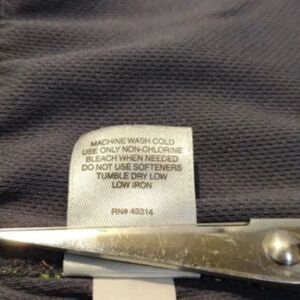 MACHINE WASH COLD
USE ONLY NON-CHLORINE
BLEACH WHEN NEEDED
DO NOT USE SOFTENERS
TUMBLE DRY LOW
LOW IRON
RN# 49314